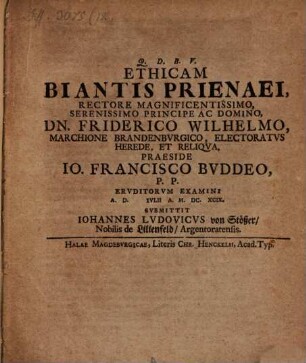 Q. D. B. V.
ETHICAM
BIANTIS PRIENAEI,
RECTORE MAGNIFICENTISSIMO,
SERENISSIMO PRINCIPE AC DOMINO,
DN. FRIDERICO WILHELMO,
MARCHIONE BRANDENBVRGICO, ELECTORATVS
HEREDE, ET RELIQVA,
PRAESIDE
IO. FRANCISCO BVDDEO,
P. P.
ERVDITORVM EXAMINI
A. D. IVLII A. M. DC. XCIX.
SVBMITTIT
IOHANNES LVDOVICVS von Stößer/
Nobilis de Lilienfeld/ Argentoratensis.
HALAE MAGDEBVRGICAE, Literis CHR. HENCKELII, Acad. Typ.